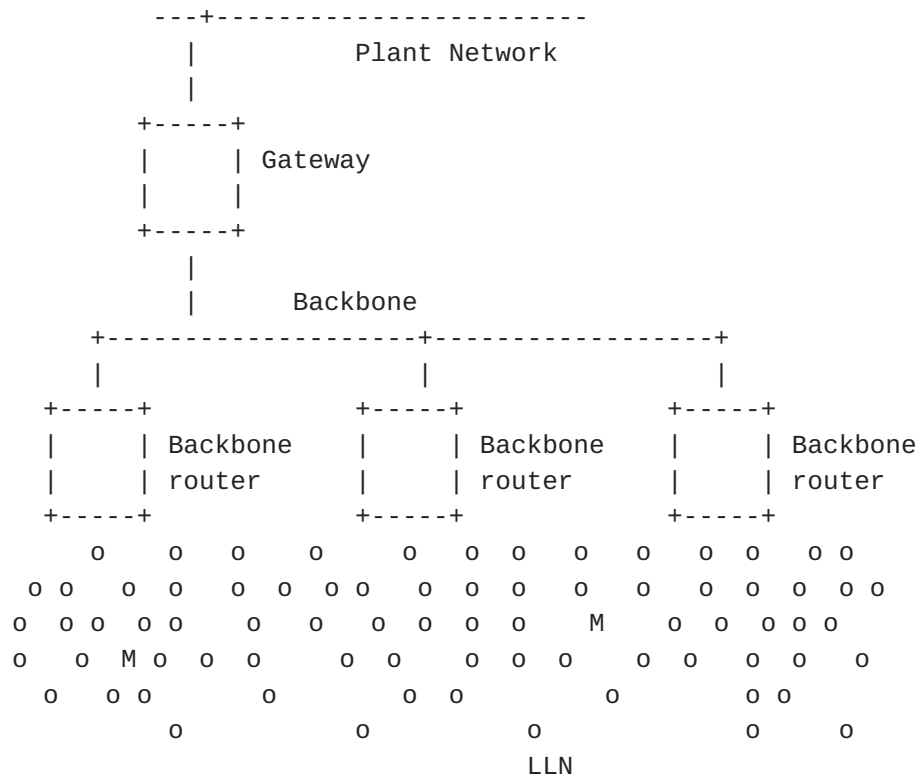 ---+------------------------
| Plant Network
|
+-----+
| | Gateway
| |
+-----+
|
| Backbone
+--------------------+------------------+
| | |
+-----+ +-----+ +-----+
| | Backbone | | Backbone | | Backbone
| | router | | router | | router
+-----+ +-----+ +-----+
o o o o o o o o o o o o o
o o o o o o o o o o o o o o o o o o
o o o o o o o o o o o M o o o o o
o o M o o o o o o o o o o o o o
o o o o o o o o o
o o o o o
LLN